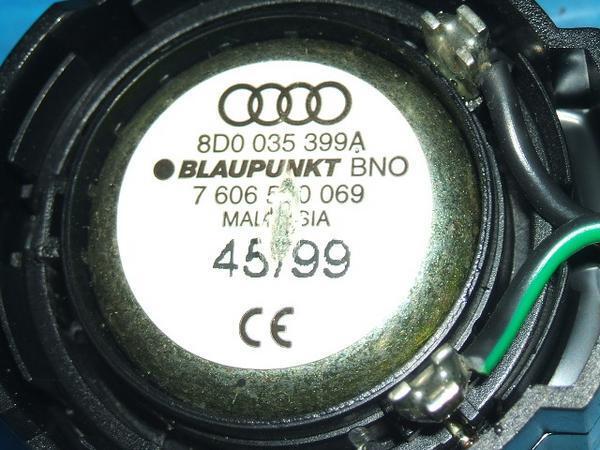 8D0 035 399A
BLAUPUNKT BNO
7 606 069
45/99
CE